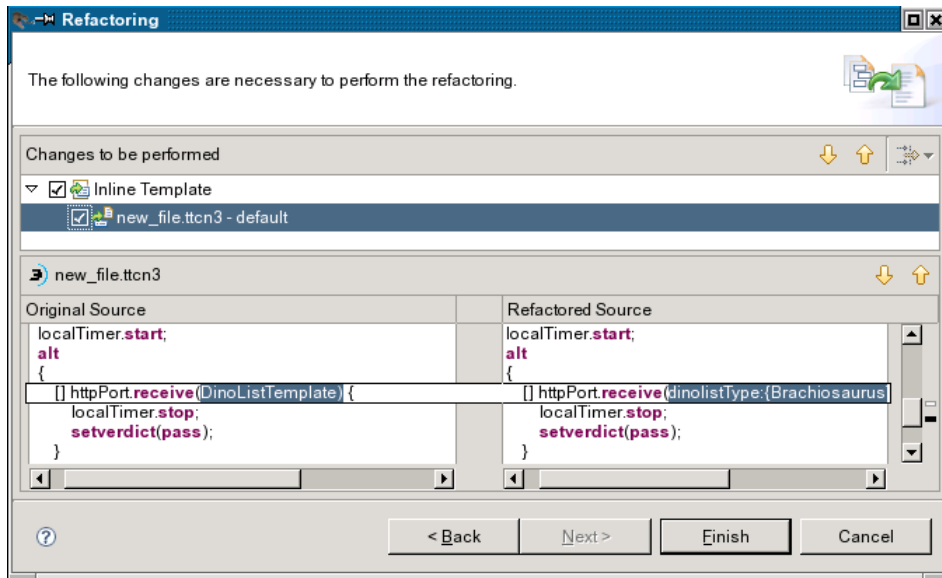 Refactoring
The following changes are necessary to perform the refactoring.
Changes to be performed
Inline Template
new_file.ttcn3 - default
new_file.ttcn3
Original Source
localTimer.start;
alt
{
[] httpPort.receive(DinoListTemplate) {
localTimer.stop;
setverdict(pass);
}
Refactored Source
localTimer.start;
alt
{
[] httpPort.receive(dinolistType:{Brachiosaurus
localTimer.stop;
setverdict(pass);
}
< Back
Next >
Finish
Cancel